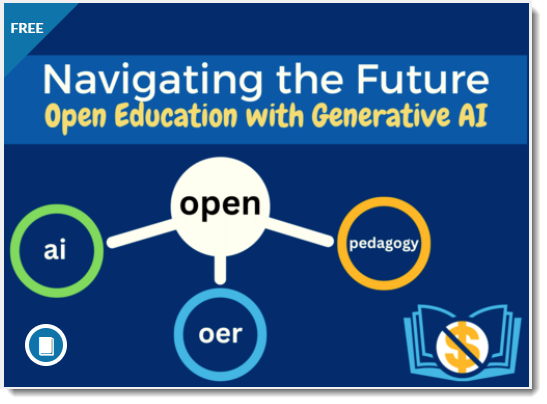 FREE
Navigating the Future
Open Education with Generative AI
open
ai
pedagogy
oer
$